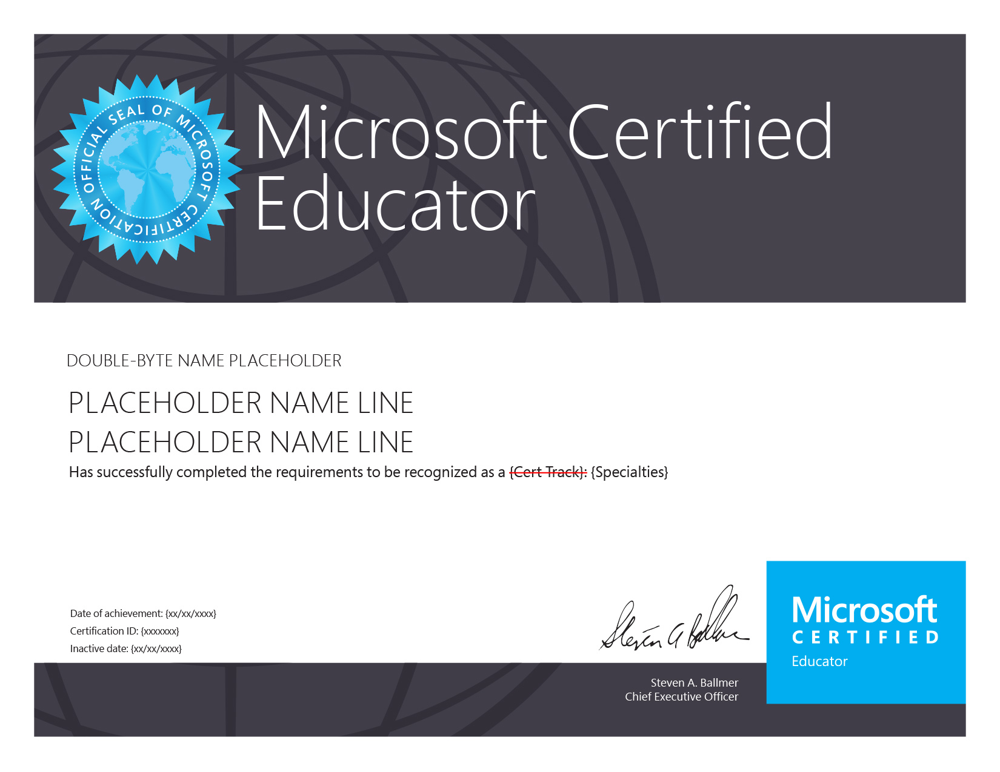 OFFICIAL SEAL OF MICROSOFT CERTIFICATION
Microsoft Certified
Educator
DOUBLE-BYTE NAME PLACEHOLDER
PLACEHOLDER NAME LINE
PLACEHOLDER NAME LINE
Has successfully completed the requirements to be recognized as a {Cert Track}: {Specialties}
Date of achievement: {xx/xx/xxxx}
Certification ID: {xxxxxxx}
Inactive date: {xx/xx/xxxx}
Steven A Ballmer
Steven A. Ballmer
Chief Executive Officer
Microsoft
CERTIFIED
Educator